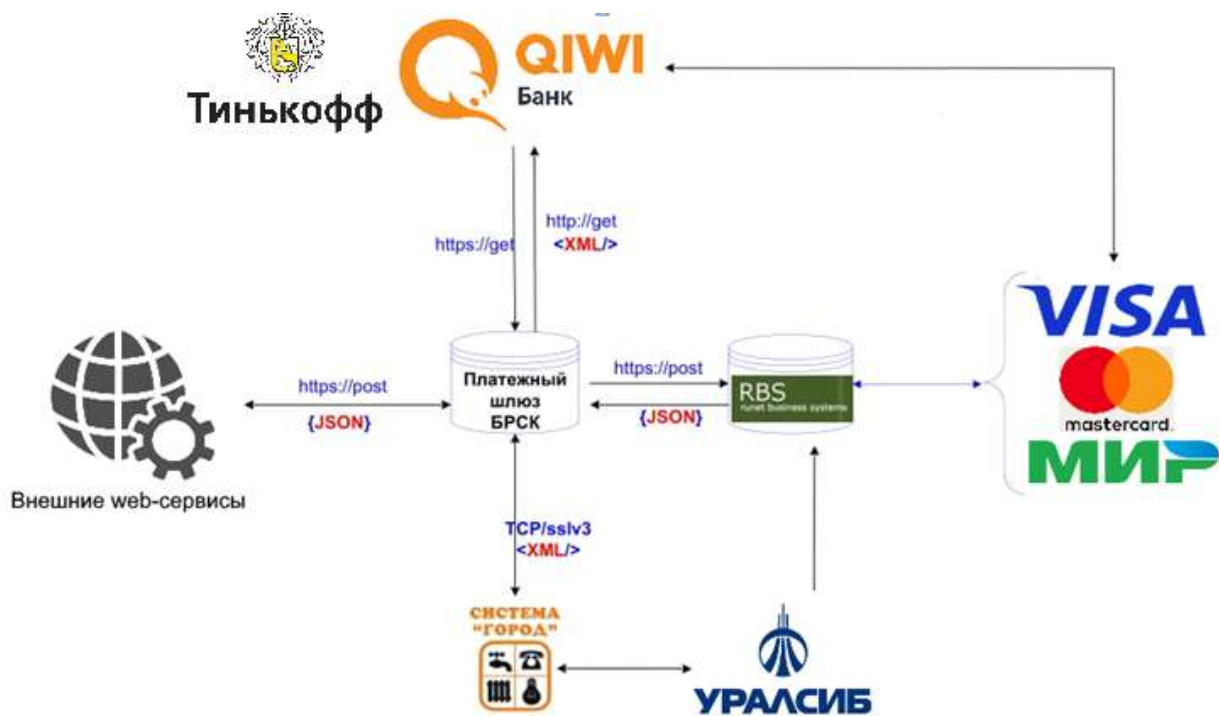 QIWI
Банк
Тинькофф
https://get
http://get
<XML/>
VISA
mastercard.
МИР
https://post
{JSON}
Платежный
шлюз
БРСК
https://post
{JSON}
RBS
runet business systems
Внешние web-сервисы
TCP/sslv3
<XML/>
СИСТЕМА
"ГОРОД"
УРАЛСИБ